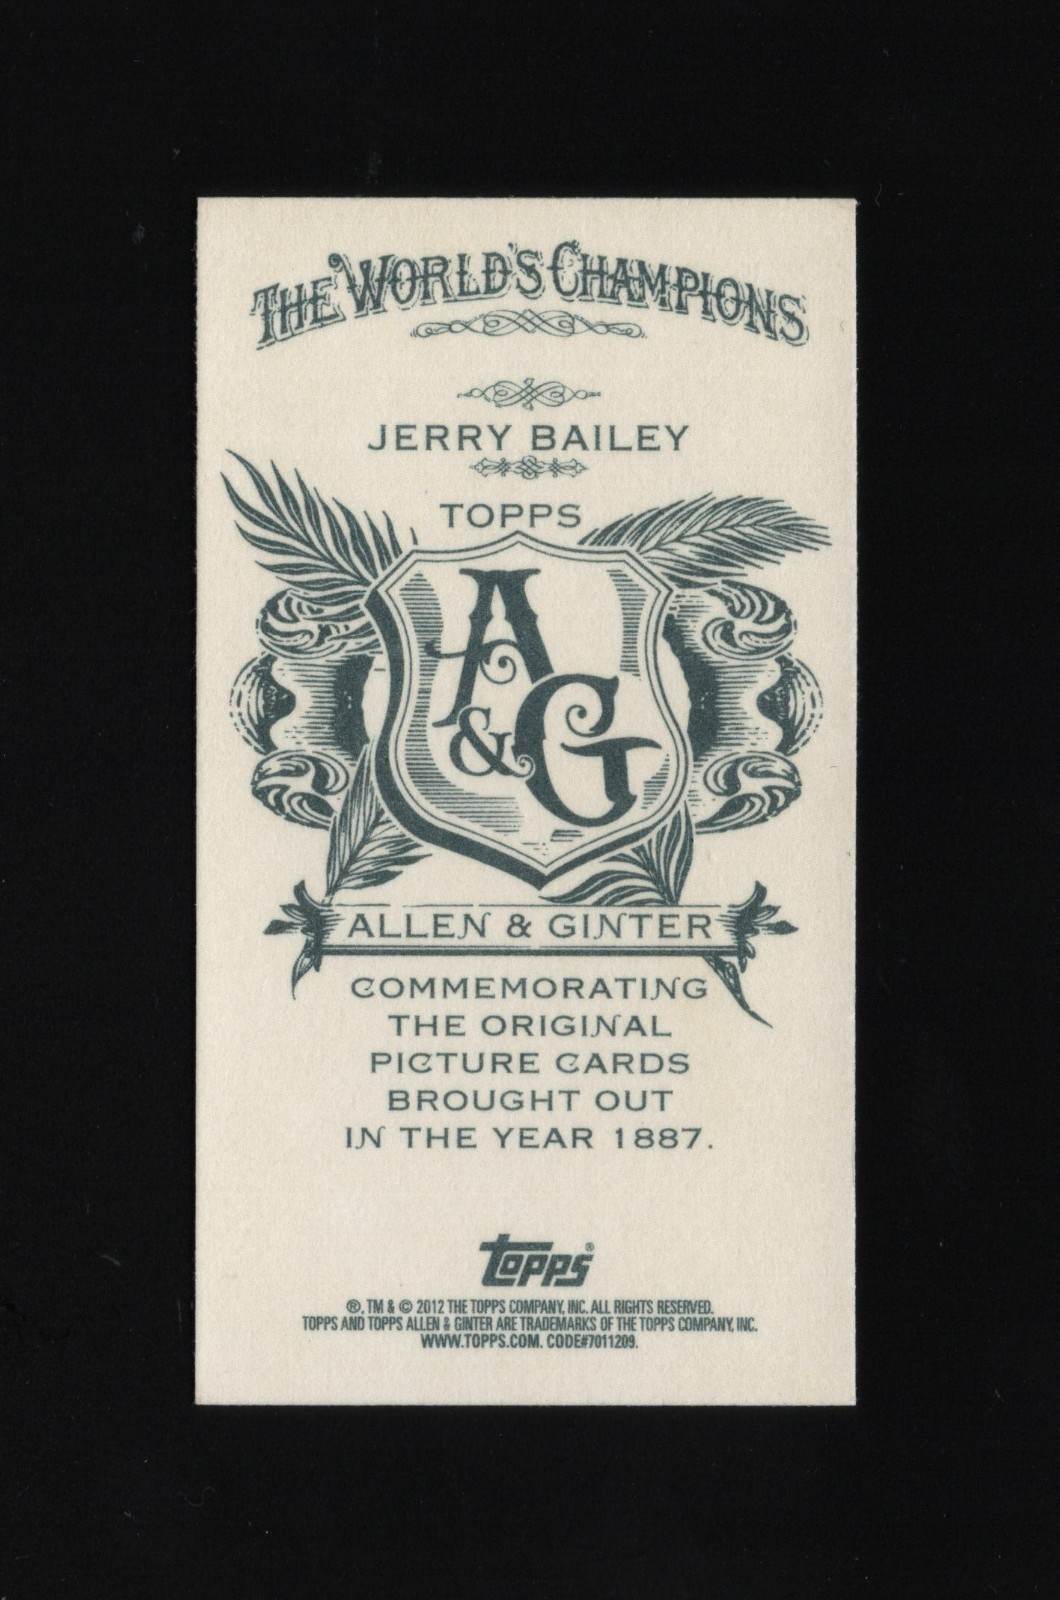 THE WORLD'S CHAMPIONS
JERRY BAILEY
TOPPS
A
&
G
ALLEN & GINTER
COMMEMORATING
THE ORIGINAL
PICTURE CARDS
BROUGHT OUT
IN THE YEAR 1887.
Topps®
®, TM & © 2012 THE TOPPS COMPANY, INC. ALL RIGHTS RESERVED.
TOPPS AND TOPPS ALLEN & GINTER ARE TRADEMARKS OF THE TOPPS COMPANY, INC.
WWW.TOPPS.COM. CODE#7011209.